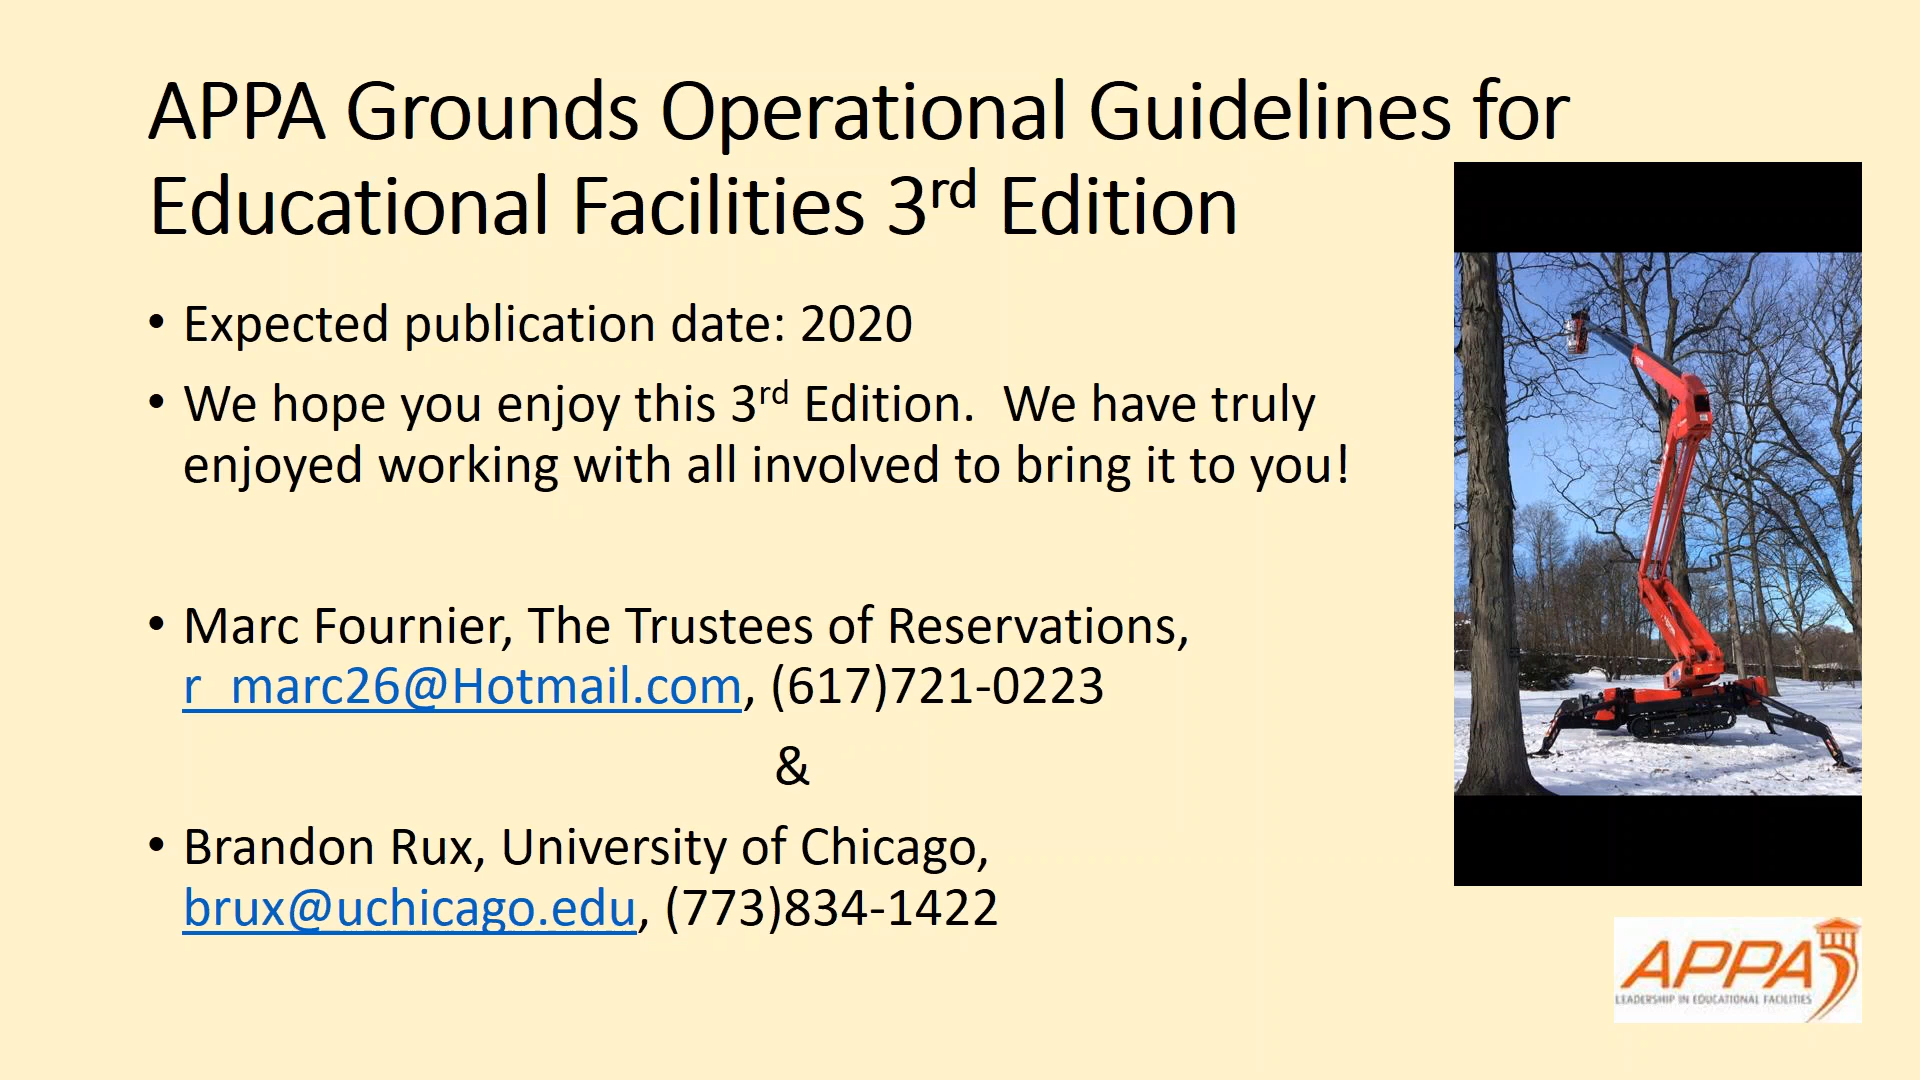 APPA Grounds Operational Guidelines for
Educational Facilities 3rd Edition
• Expected publication date: 2020
• We hope you enjoy this 3rd Edition.  We have truly
enjoyed working with all involved to bring it to you!
• Marc Fournier, The Trustees of Reservations,
r_marc26@Hotmail.com, (617)721-0223
&
• Brandon Rux, University of Chicago,
brux@uchicago.edu, (773)834-1422
APPA
LEADERSHIP IN EDUCATIONAL FACILITIES